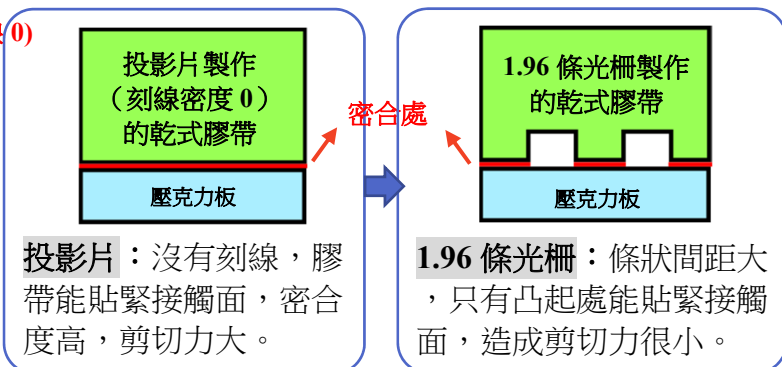 0)
投影片製作
（刻線密度 0）
的乾式膠帶
壓克力板
密合處
1.96 條光柵製作
的乾式膠帶
壓克力板
投影片：沒有刻線，膠
帶能貼緊接觸面，密合
度高，剪切力大。
1.96 條光柵：條狀間距大
，只有凸起處能貼緊接觸
面，造成剪切力很小。